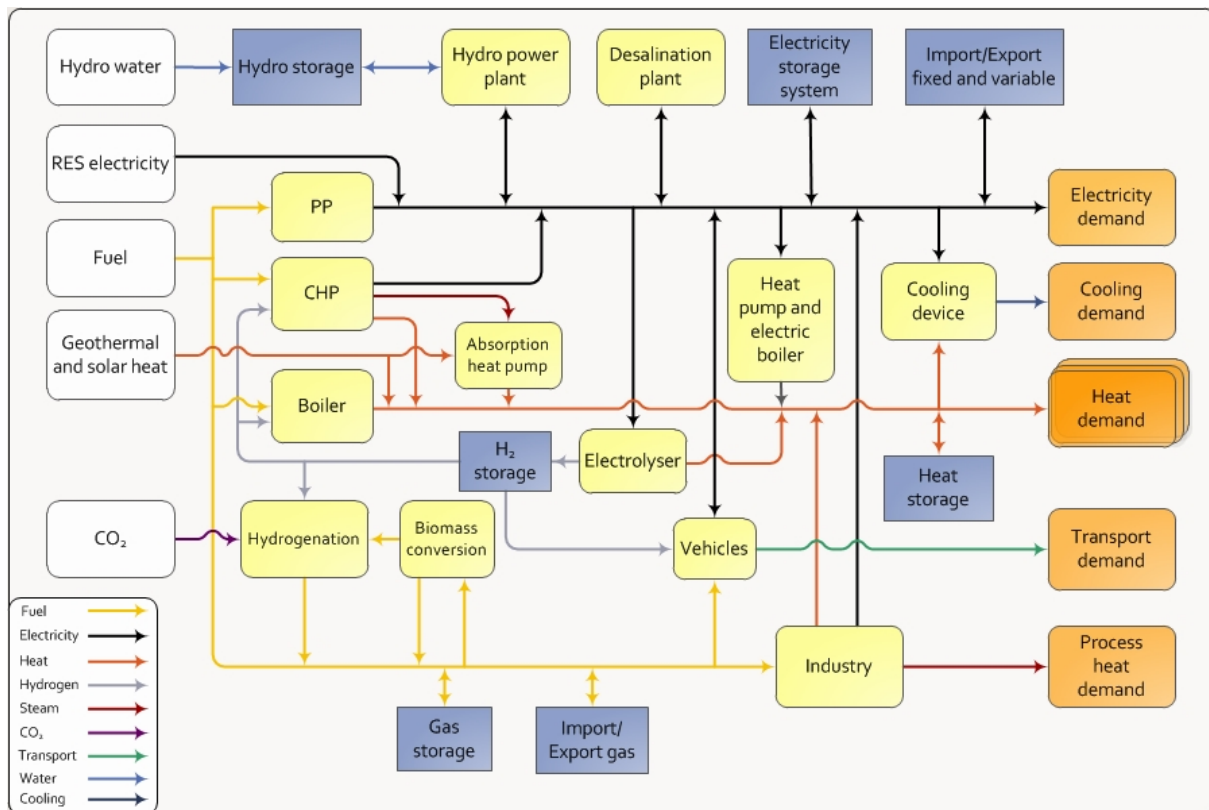 Hydro water
Hydro storage
Hydro power
plant
Desalination
plant
Electricity
storage
system
Import/Export
fixed and variable
RES electricity
PP
Electricity
demand
Fuel
CHP
Heat
pump and
electric
boiler
Cooling
device
Cooling
demand
Geothermal
and solar heat
Absorption
heat pump
Boiler
Heat
demand
H₂
storage
Electrolyser
Heat
storage
CO₂
Hydrogenation
Biomass
conversion
Vehicles
Transport
demand
Industry
Process
heat
demand
Gas
storage
Import/
Export gas
Fuel
Electricity
Heat
Hydrogen
Steam
CO₂
Transport
Water
Cooling